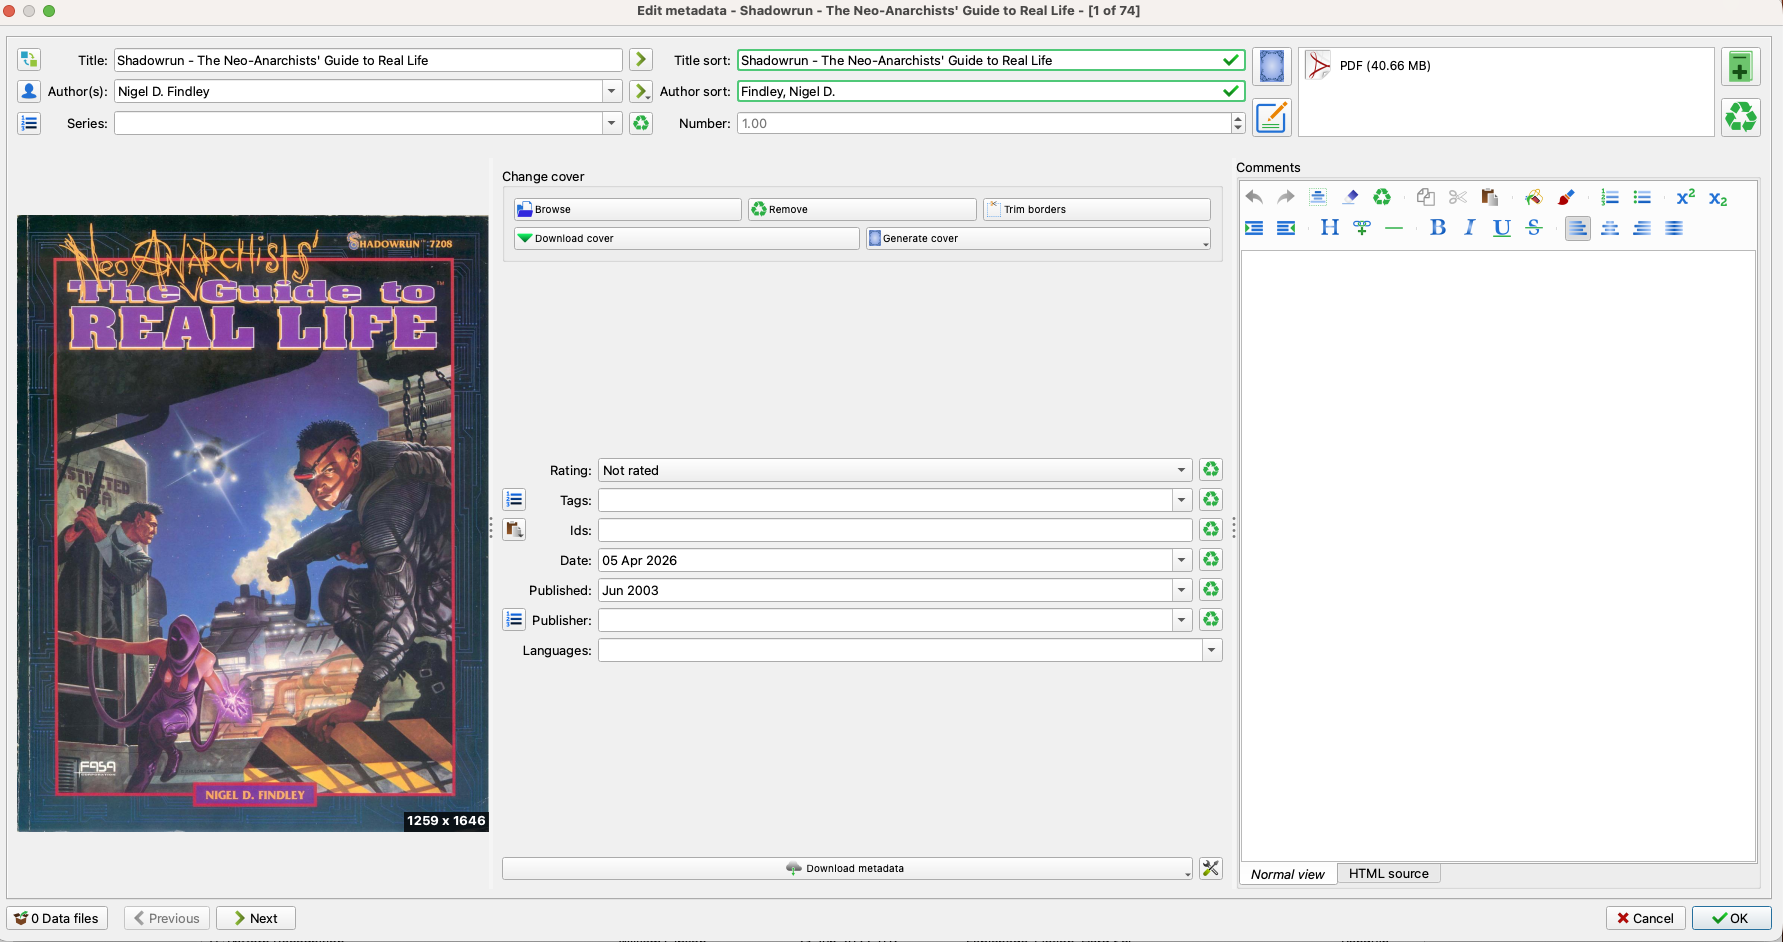 Edit metadata - Shadowrun - The Neo-Anarchists' Guide to Real Life - [1 of 74]
Title: Shadowrun - The Neo-Anarchists' Guide to Real Life
Title sort: Shadowrun - The Neo-Anarchists' Guide to Real Life
PDF (40.66 MB)
Author(s): Nigel D. Findley
Author sort: Findley, Nigel D.
Series:
Number: 1.00
Change cover
Browse
Remove
Trim borders
Download cover
Generate cover
SHADOWRUN™ 7208
Neo Anarchists'
The Guide to™
REAL LIFE
FASA
CORPORATION
NIGEL D. FINDLEY
1259 x 1646
Rating: Not rated
Tags:
Ids:
Date: 05 Apr 2026
Published: Jun 2003
Publisher:
Languages:
Download metadata
Comments
H B I U S
X² X₂
Normal view
HTML source
0 Data files
Previous
Next
Cancel
OK